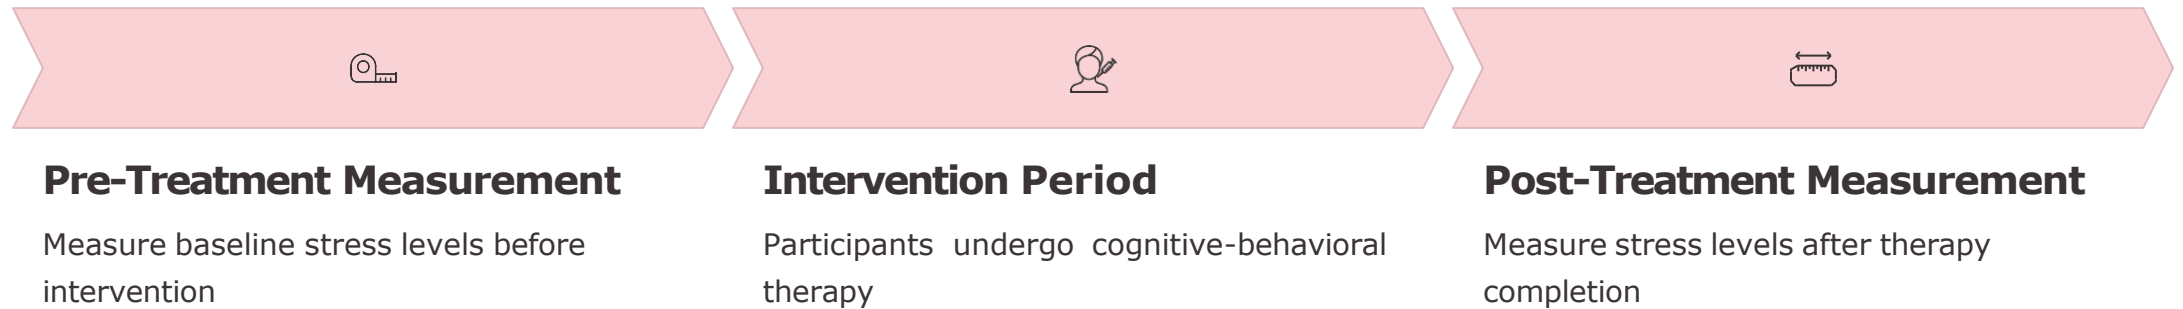 Pre-Treatment Measurement
Measure baseline stress levels before
intervention
Intervention Period
Participants undergo cognitive-behavioral
therapy
Post-Treatment Measurement
Measure stress levels after therapy
completion